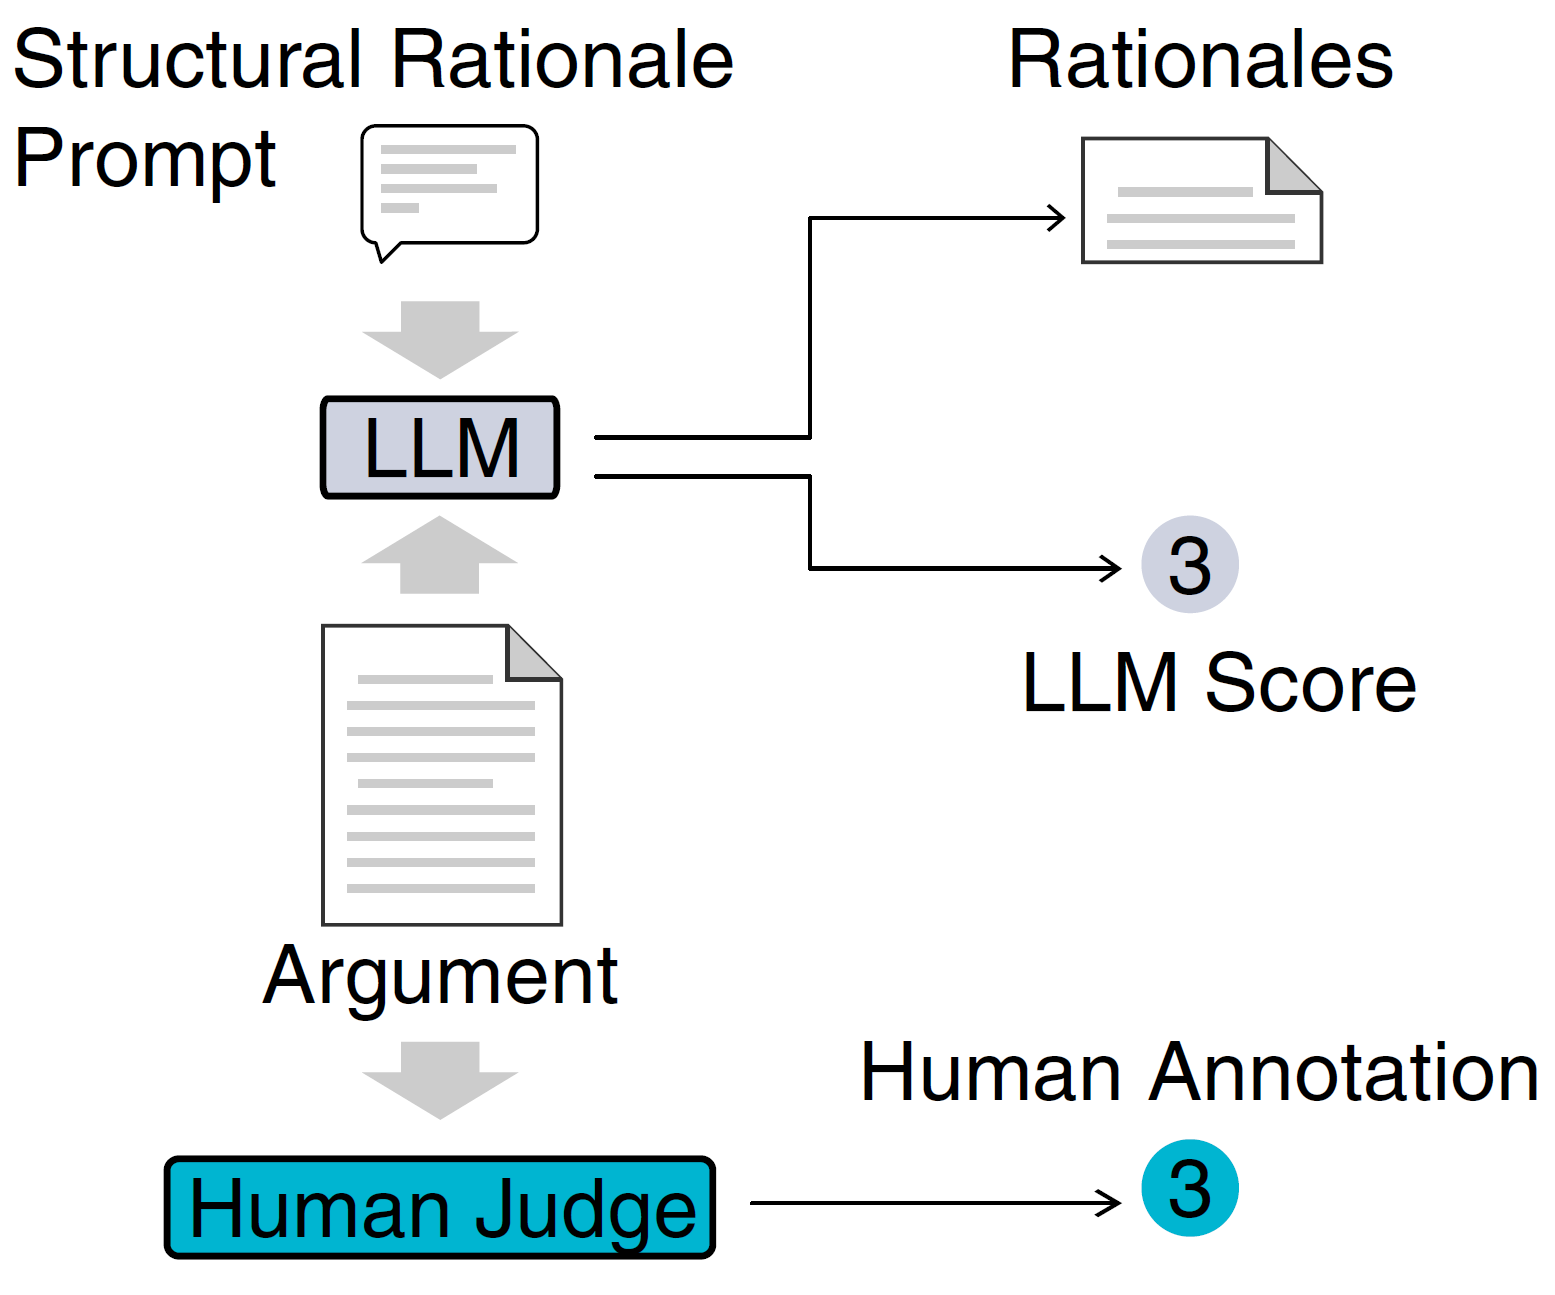 Structural Rationale
Prompt
Rationales
LLM
3
LLM Score
Argument
Human Annotation
Human Judge
3